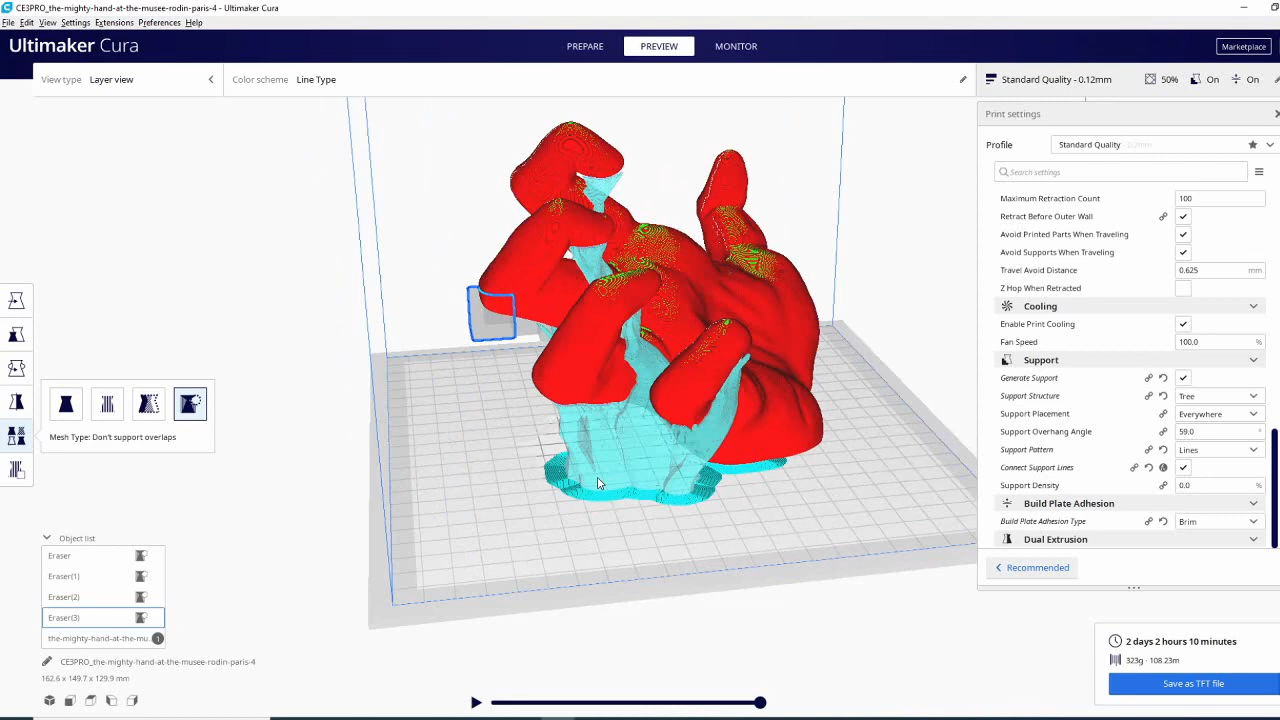 CE3PRO_the-mighty-hand-at-the-musee-rodin-paris-4 - Ultimaker Cura
File Edit View Settings Extensions Preferences Help
Ultimaker Cura
PREPARE PREVIEW MONITOR
Marketplace
View type Layer view
Color scheme Line Type
Standard Quality - 0.12mm 50% On On
Print settings
Profile Standard Quality 0.2mm
Search settings
Maximum Retraction Count 100
Retract Before Outer Wall
Avoid Printed Parts When Traveling
Avoid Supports When Traveling
Travel Avoid Distance 0.625 mm
Z Hop When Retracted
Cooling
Enable Print Cooling
Fan Speed 100.0 %
Support
Generate Support
Support Structure Tree
Support Placement Everywhere
Support Overhang Angle 59.0 °
Support Pattern Lines
Connect Support Lines
Support Density 0.0 %
Build Plate Adhesion
Build Plate Adhesion Type Brim
Dual Extrusion
Recommended
Mesh Type: Don't support overlaps
Object list
Eraser
Eraser(1)
Eraser(2)
Eraser(3)
the-mighty-hand-at-the-mu... 1
CE3PRO_the-mighty-hand-at-the-musee-rodin-paris-4
162.6 x 149.7 x 129.9 mm
2 days 2 hours 10 minutes
323g · 108.23m
Save as TFT file